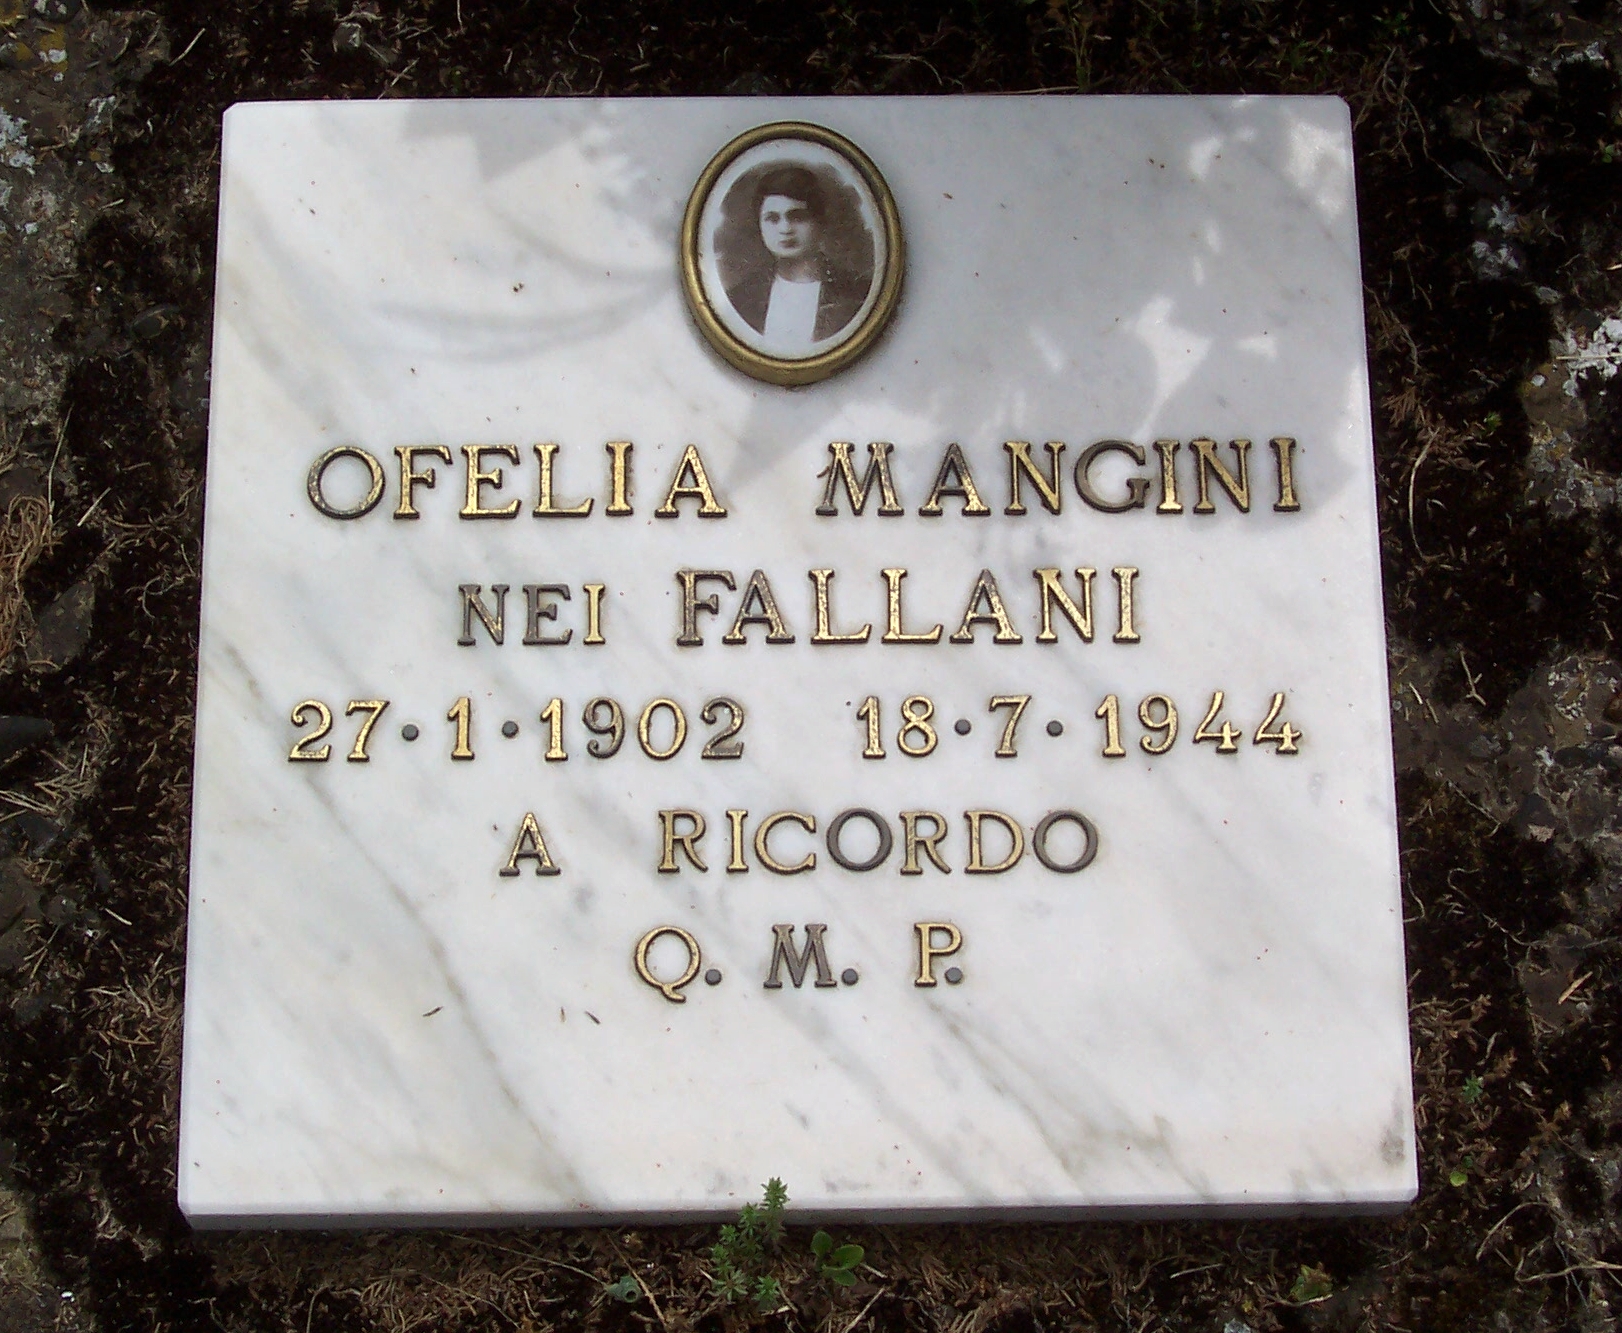 OFELIA MANGINI
NEI FALLANI
27·1·1902 18·7·1944
A RICORDO
Q. M. P.